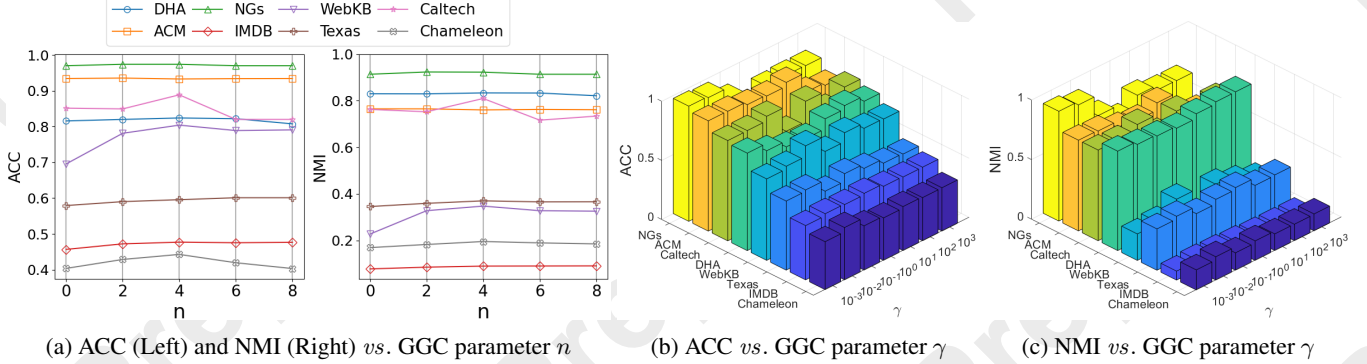 DHA NGs WebKB Caltech
ACM IMDB Texas Chameleon
1.0
0.9
0.8
0.7
0.6
0.5
0.4
ACC
0 2 4 6 8
n
1.0
0.8
0.6
0.4
0.2
NMI
0 2 4 6 8
n
1
0.5
0
ACC
NGs
ACM
Caltech
DHA
WebKB
Texas
IMDB
Chameleon
10-3 10-2 10-1 100 101 102 103
γ
1
0.5
0
NMI
NGs
ACM
Caltech
DHA
WebKB
Texas
IMDB
Chameleon
10-3 10-2 10-1 100 101 102 103
γ
(a) ACC (Left) and NMI (Right) vs. GGC parameter n
(b) ACC vs. GGC parameter γ
(c) NMI vs. GGC parameter γ